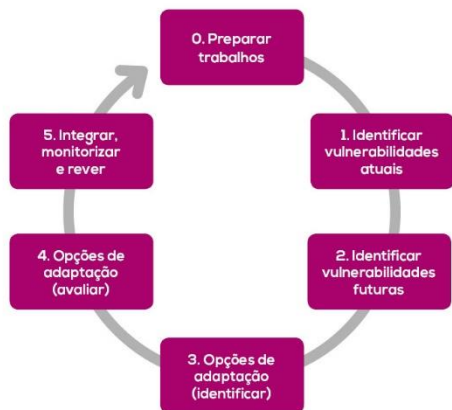 0. Preparar
trabalhos
1. Identificar
vulnerabilidades
atuais
2. Identificar
vulnerabilidades
futuras
3. Opções de
adaptação
(identificar)
4. Opções de
adaptação
(avaliar)
5. Integrar,
monitorizar
e rever